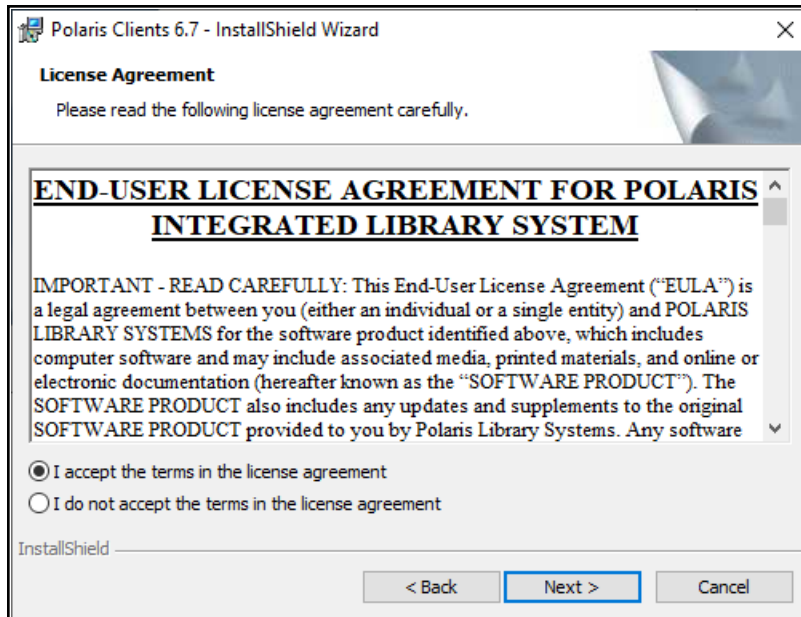 Polaris Clients 6.7 - InstallShield Wizard
License Agreement
Please read the following license agreement carefully.
END-USER LICENSE AGREEMENT FOR POLARIS
INTEGRATED LIBRARY SYSTEM
IMPORTANT - READ CAREFULLY: This End-User License Agreement (“EULA”) is
a legal agreement between you (either an individual or a single entity) and POLARIS
LIBRARY SYSTEMS for the software product identified above, which includes
computer software and may include associated media, printed materials, and online or
electronic documentation (hereafter known as the “SOFTWARE PRODUCT”). The
SOFTWARE PRODUCT also includes any updates and supplements to the original
SOFTWARE PRODUCT provided to you by Polaris Library Systems. Any software
I accept the terms in the license agreement
I do not accept the terms in the license agreement
InstallShield
< Back Next > Cancel